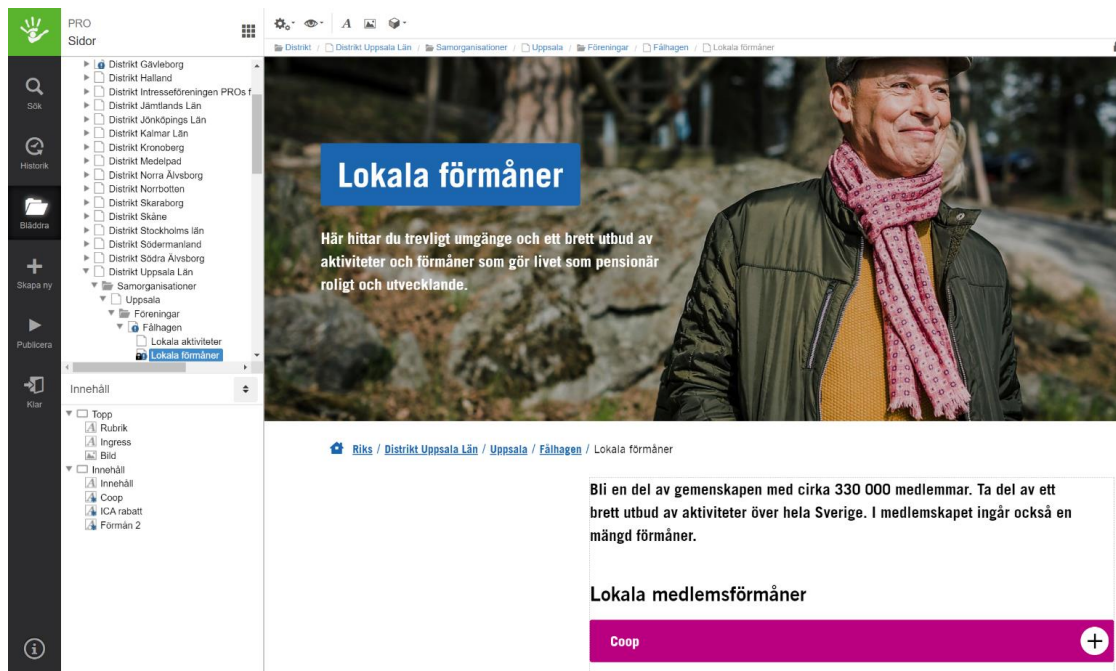 PRO
Sidor
Sök
Historik
Bläddra
Skapa ny
Publicera
Klar
Distrikt Gävleborg
Distrikt Halland
Distrikt Intresseföreningen PROs f
Distrikt Jämtlands Län
Distrikt Jönköpings Län
Distrikt Kalmar Län
Distrikt Kronoberg
Distrikt Medelpad
Distrikt Norra Älvsborg
Distrikt Norrbotten
Distrikt Skaraborg
Distrikt Skåne
Distrikt Stockholms län
Distrikt Södermanland
Distrikt Södra Älvsborg
Distrikt Uppsala Län
Samorganisationer
Uppsala
Föreningar
Fålhagen
Lokala aktiviteter
Lokala förmåner
Innehåll
Topp
Rubrik
Ingress
Bild
Innehåll
Innehåll
Coop
ICA rabatt
Förmån 2
A
Distrikt / Distrikt Uppsala Län / Samorganisationer / Uppsala / Föreningar / Fålhagen / Lokala förmåner
Lokala förmåner
Här hittar du trevligt umgänge och ett brett utbud av
aktiviteter och förmåner som gör livet som pensionär
roligt och utvecklande.
Riks / Distrikt Uppsala Län / Uppsala / Fålhagen / Lokala förmåner
Bli en del av gemenskapen med cirka 330 000 medlemmar. Ta del av ett
brett utbud av aktiviteter över hela Sverige. I medlemskapet ingår också en
mängd förmåner.
Lokala medlemsförmåner
Coop